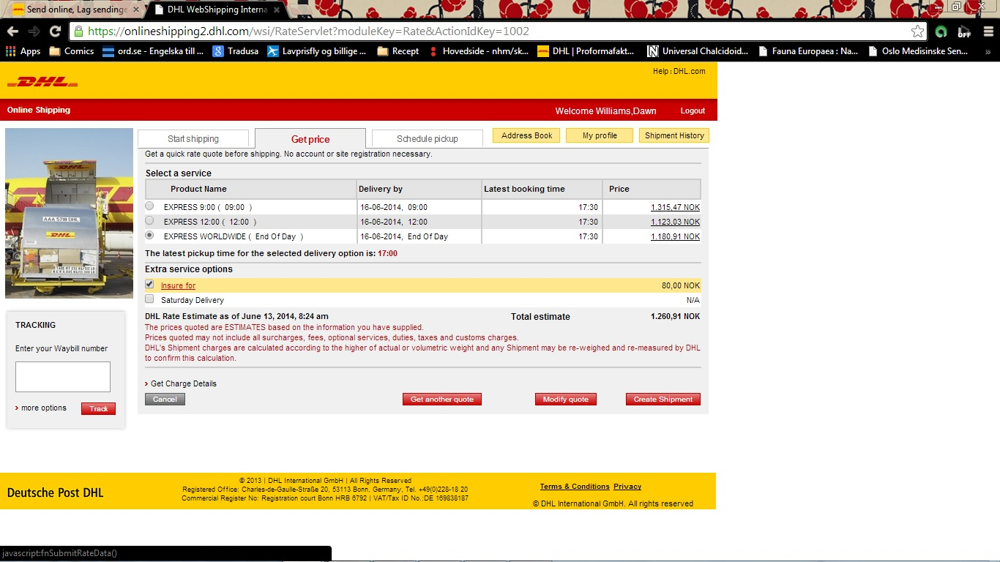 Send online, Lag sendinge
DHL WebShipping Interna
https://onlineshipping2.dhl.com/wsi/RateServlet?moduleKey=Rate&ActionIdKey=1002
OFF
Apps Comics ord.se - Engelska till ... Tradusa Lavprisfly og billige ... Recept Hovedside - nhm/sk... DHL | Proformafakt... Universal Chalcidoid... Fauna Europaea : Na... Oslo Medisinske Sen... »
DHL
Help | DHL.com
Online Shipping
Welcome Williams,Dawn Logout
Start shipping Get price Schedule pickup Address Book My profile Shipment History
Get a quick rate quote before shipping. No account or site registration necessary.
Select a service
Product Name Delivery by Latest booking time Price
EXPRESS 9:00 ( 09:00 ) 16-06-2014, 09:00 17:30 1.315,47 NOK
EXPRESS 12:00 ( 12:00 ) 16-06-2014, 12:00 17:30 1.123,03 NOK
EXPRESS WORLDWIDE ( End Of Day ) 16-06-2014, End Of Day 17:30 1.180,91 NOK
The latest pickup time for the selected delivery option is: 17:00
Extra service options
Insure for 80,00 NOK
Saturday Delivery N/A
DHL Rate Estimate as of June 13, 2014, 8:24 am Total estimate 1.260,91 NOK
The prices quoted are ESTIMATES based on the information you have supplied.
Prices quoted may not include all surcharges, fees, optional services, duties, taxes and customs charges.
DHL's Shipment charges are calculated according to the higher of actual or volumetric weight and any Shipment may be re-weighed and re-measured by DHL
to confirm this calculation.
Get Charge Details
Cancel Get another quote Modify quote Create Shipment
DHL
AAA 5718 DHL
DHL
TRACKING
Enter your Waybill number
more options Track
Deutsche Post DHL
© 2013 | DHL International GmbH | All Rights Reserved
Registered Office: Charles-de-Gaulle-Straße 20, 53113 Bonn, Germany, Tel. +49(0)228-18 20
Commercial Register No: Registration court Bonn HRB 6792 | VAT/Tax ID No.:DE 169838187
Terms & Conditions Privacy
© DHL International GmbH. All rights reserved
javascript:fnSubmitRateData()